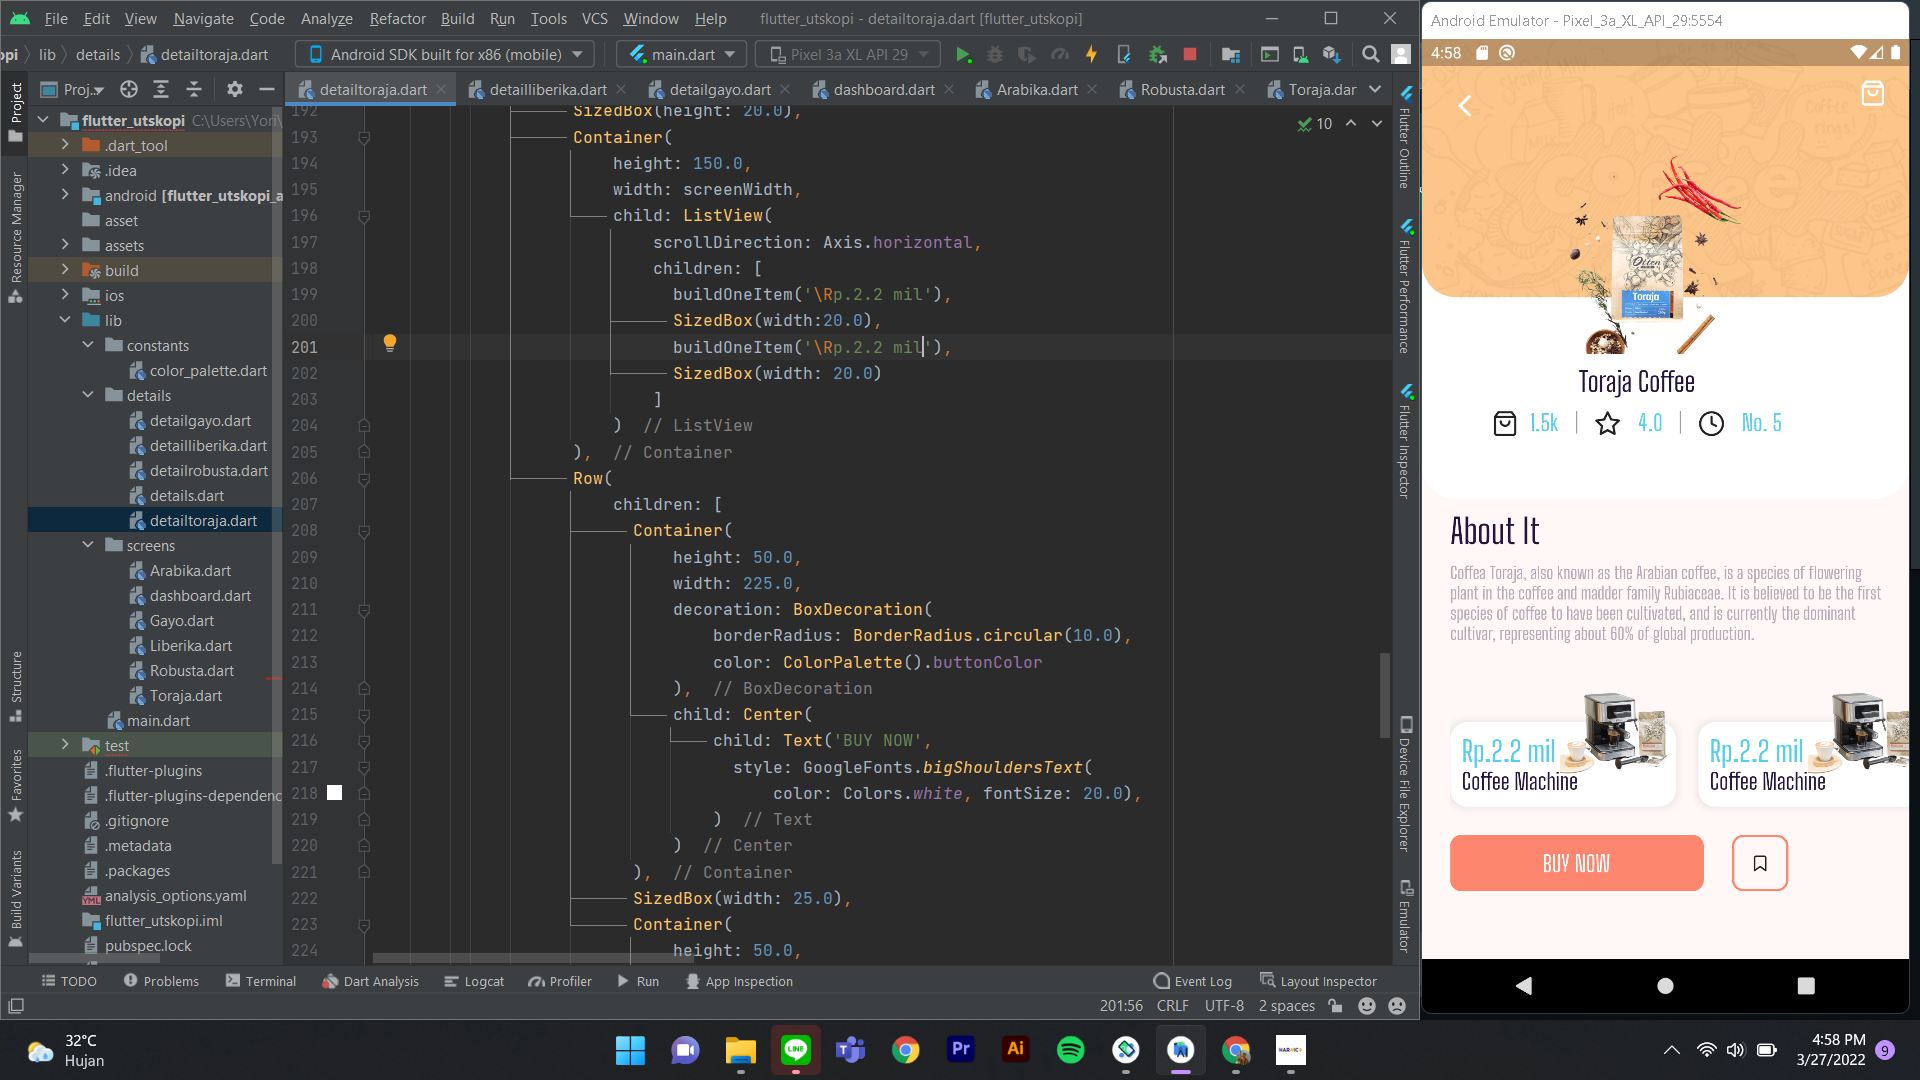 File Edit View Navigate Code Analyze Refactor Build Run Tools VCS Window Help flutter_utskopi - detailtoraja.dart [flutter_utskopi]
opi lib details detailtoraja.dart Android SDK built for x86 (mobile) main.dart Pixel 3a XL API 29
Project
Resource Manager
Structure
Favorites
Build Variants
Proj...
flutter_utskopi C:\Users\Yori\
.dart_tool
.idea
android [flutter_utskopi_a
asset
assets
build
ios
lib
constants
color_palette.dart
details
detailgayo.dart
detailliberika.dart
detailrobusta.dart
details.dart
detailtoraja.dart
screens
Arabika.dart
dashboard.dart
Gayo.dart
Liberika.dart
Robusta.dart
Toraja.dart
main.dart
test
.flutter-plugins
.flutter-plugins-dependenc
.gitignore
.metadata
.packages
analysis_options.yaml
flutter_utskopi.iml
pubspec.lock
detailtoraja.dart detailliberika.dart detailgayo.dart dashboard.dart Arabika.dart Robusta.dart Toraja.dar
10
192 SizedBox(height: 20.0),
193 Container(
194 height: 150.0,
195 width: screenWidth,
196 child: ListView(
197 scrollDirection: Axis.horizontal,
198 children: [
199 buildOneItem('\Rp.2.2 mil'),
200 SizedBox(width:20.0),
201 buildOneItem('\Rp.2.2 mil'),
202 SizedBox(width: 20.0)
203 ]
204 ) // ListView
205 ), // Container
206 Row(
207 children: [
208 Container(
209 height: 50.0,
210 width: 225.0,
211 decoration: BoxDecoration(
212 borderRadius: BorderRadius.circular(10.0),
213 color: ColorPalette().buttonColor
214 ), // BoxDecoration
215 child: Center(
216 child: Text('BUY NOW',
217 style: GoogleFonts.bigShouldersText(
218 color: Colors.white, fontSize: 20.0),
219 ) // Text
220 ) // Center
221 ), // Container
222 SizedBox(width: 25.0),
223 Container(
224 height: 50.0,
Flutter Outline
Flutter Performance
Flutter Inspector
Device File Explorer
Emulator
TODO Problems Terminal Dart Analysis Logcat Profiler Run App Inspection Event Log Layout Inspector
201:56 CRLF UTF-8 2 spaces
Android Emulator - Pixel_3a_XL_API_29:5554
4:58
Coffee
Otten
Toraja
Toraja Coffee
1.5k 4.0 No. 5
About It
Coffea Toraja, also known as the Arabian coffee, is a species of flowering
plant in the coffee and madder family Rubiaceae. It is believed to be the first
species of coffee to have been cultivated, and is currently the dominant
cultivar, representing about 60% of global production.
Rp.2.2 mil Rp.2.2 mil
Coffee Machine Coffee Machine
BUY NOW
32°C
Hujan
LINE
Pr
Ai
4:58 PM
3/27/2022
9